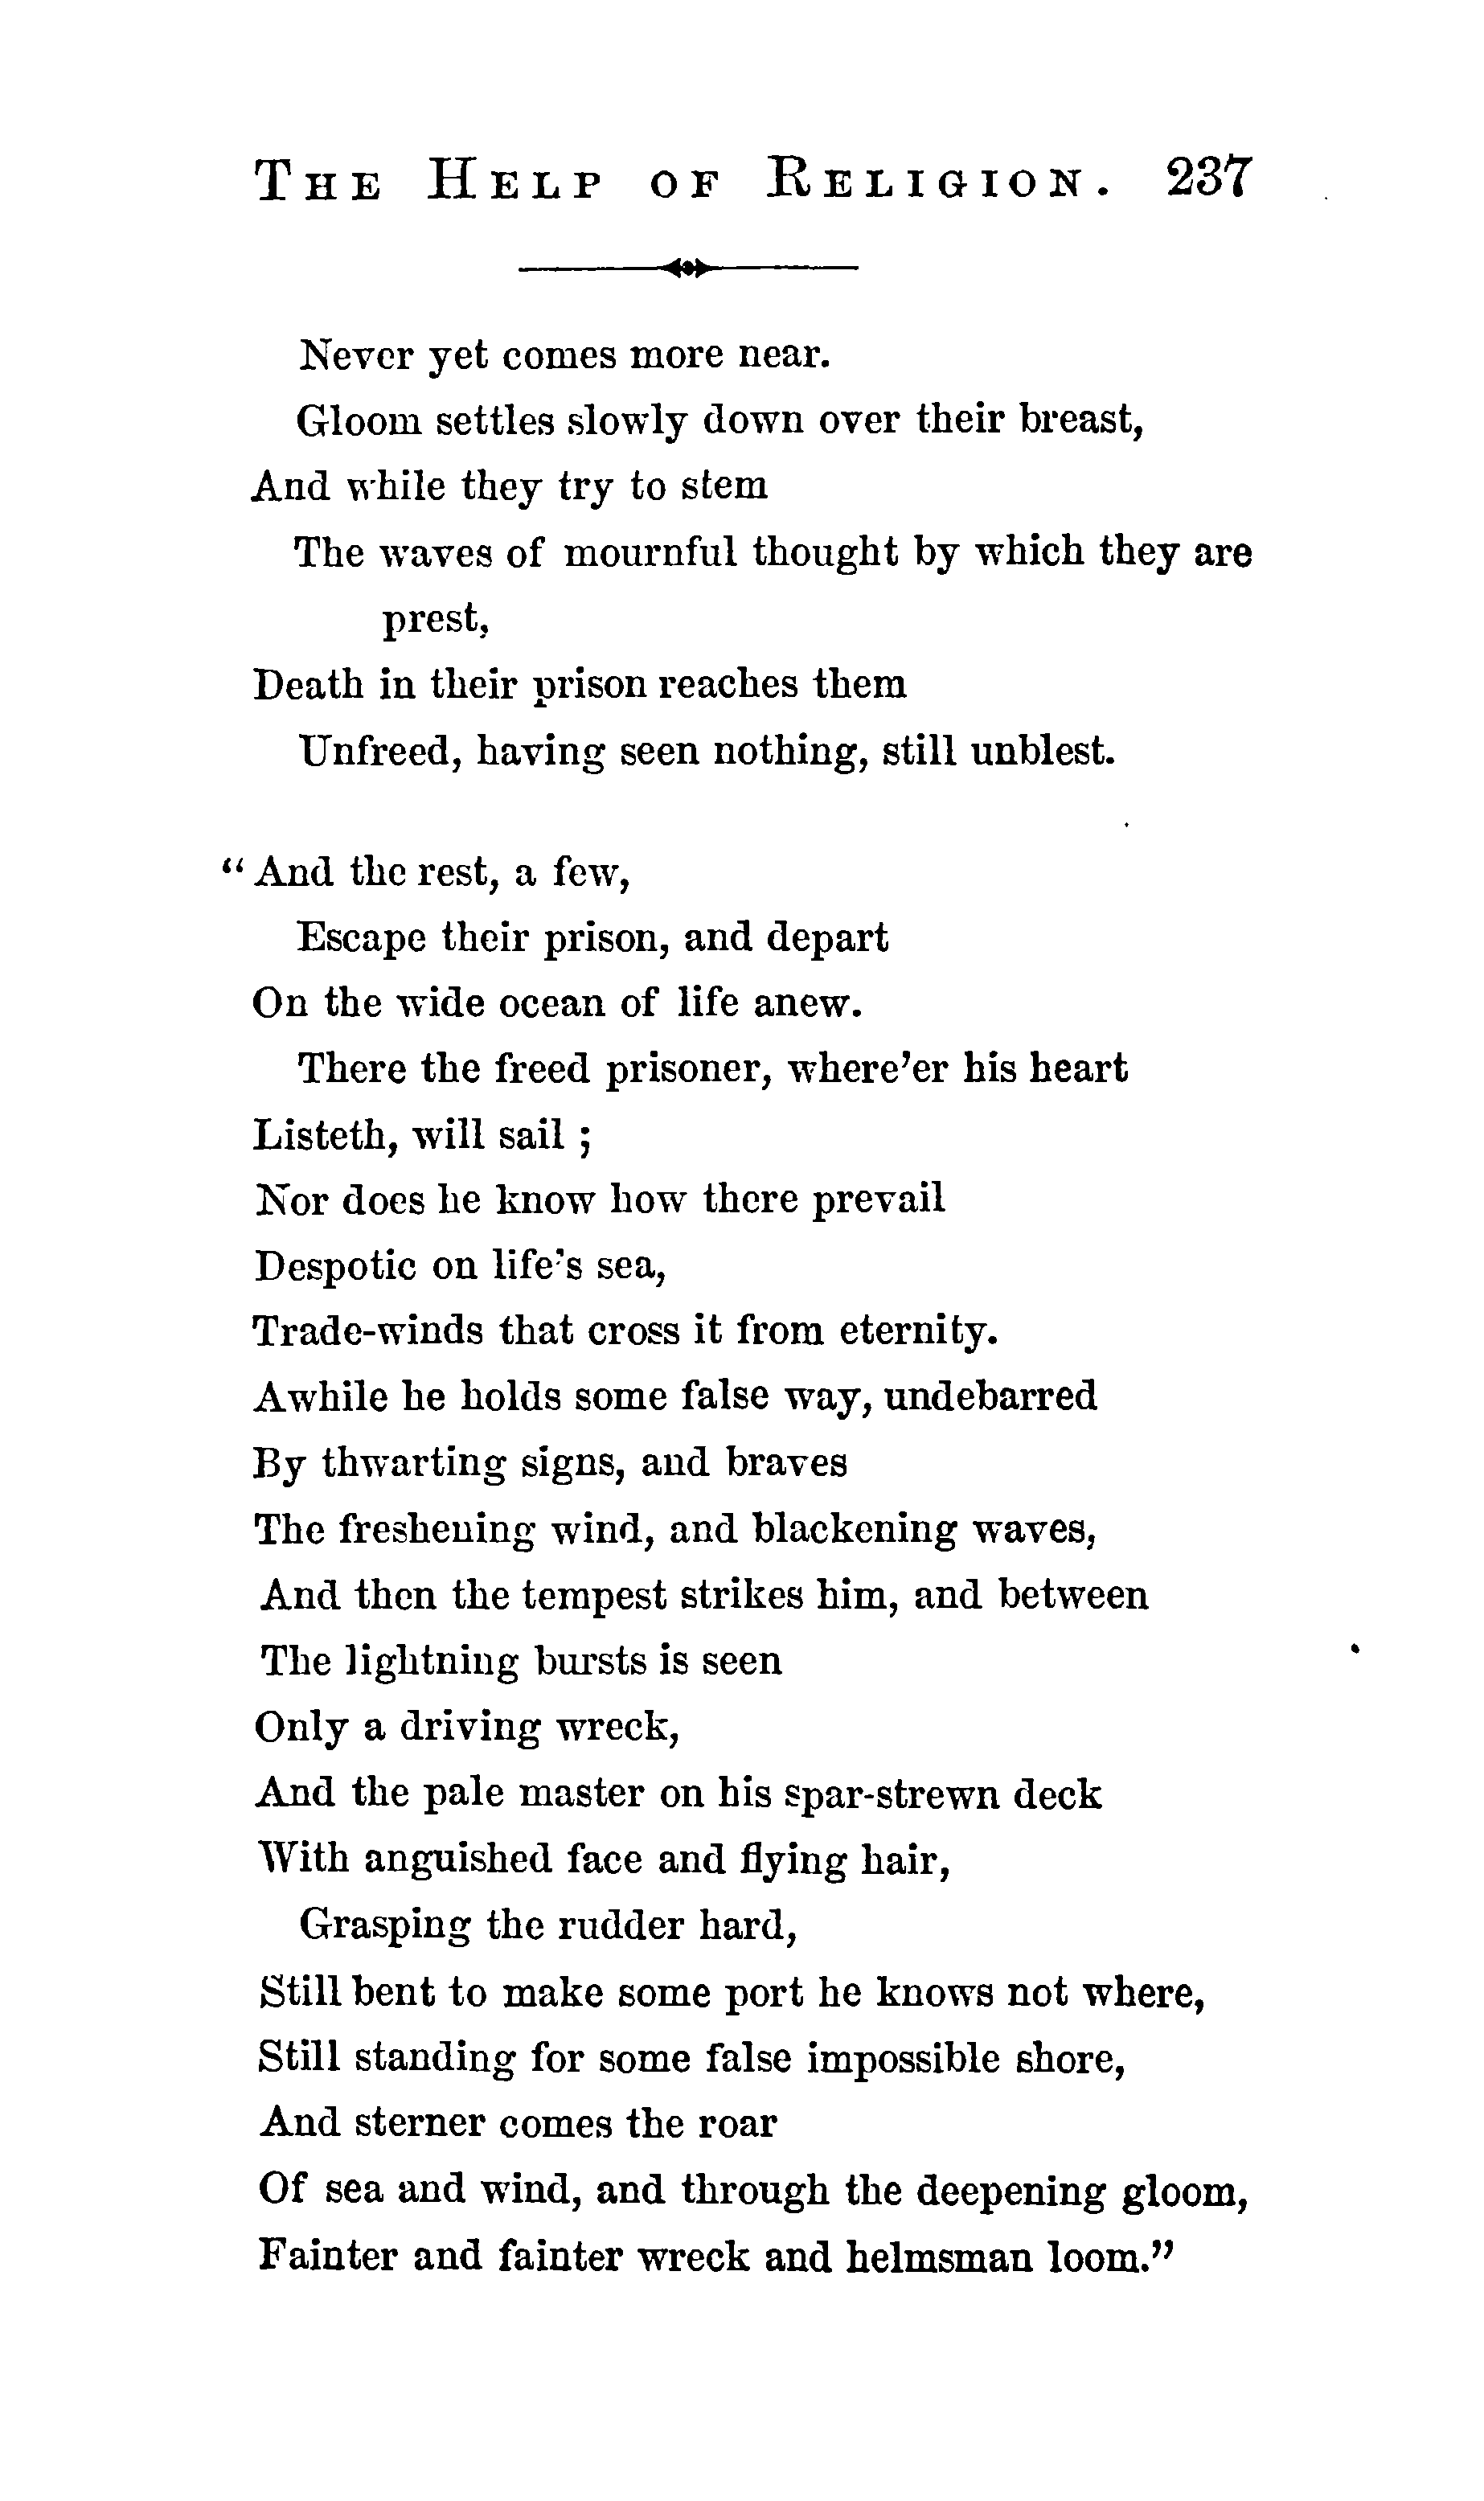 The Help of Religion. 237
Never yet comes more near.
Gloom settles slowly down over their breast,
And while they try to stem
The waves of mournful thought by which they are
prest,
Death in their prison reaches them
Unfreed, having seen nothing, still unblest.
“And the rest, a few,
Escape their prison, and depart
On the wide ocean of life anew.
There the freed prisoner, where’er his heart
Listeth, will sail ;
Nor does he know how there prevail
Despotic on life’s sea,
Trade-winds that cross it from eternity.
Awhile he holds some false way, undebarred
By thwarting signs, and braves
The freshening wind, and blackening waves,
And then the tempest strikes him, and between
The lightning bursts is seen
Only a driving wreck,
And the pale master on his spar-strewn deck
With anguished face and flying hair,
Grasping the rudder hard,
Still bent to make some port he knows not where,
Still standing for some false impossible shore,
And sterner comes the roar
Of sea and wind, and through the deepening gloom,
Fainter and fainter wreck and helmsman loom.”